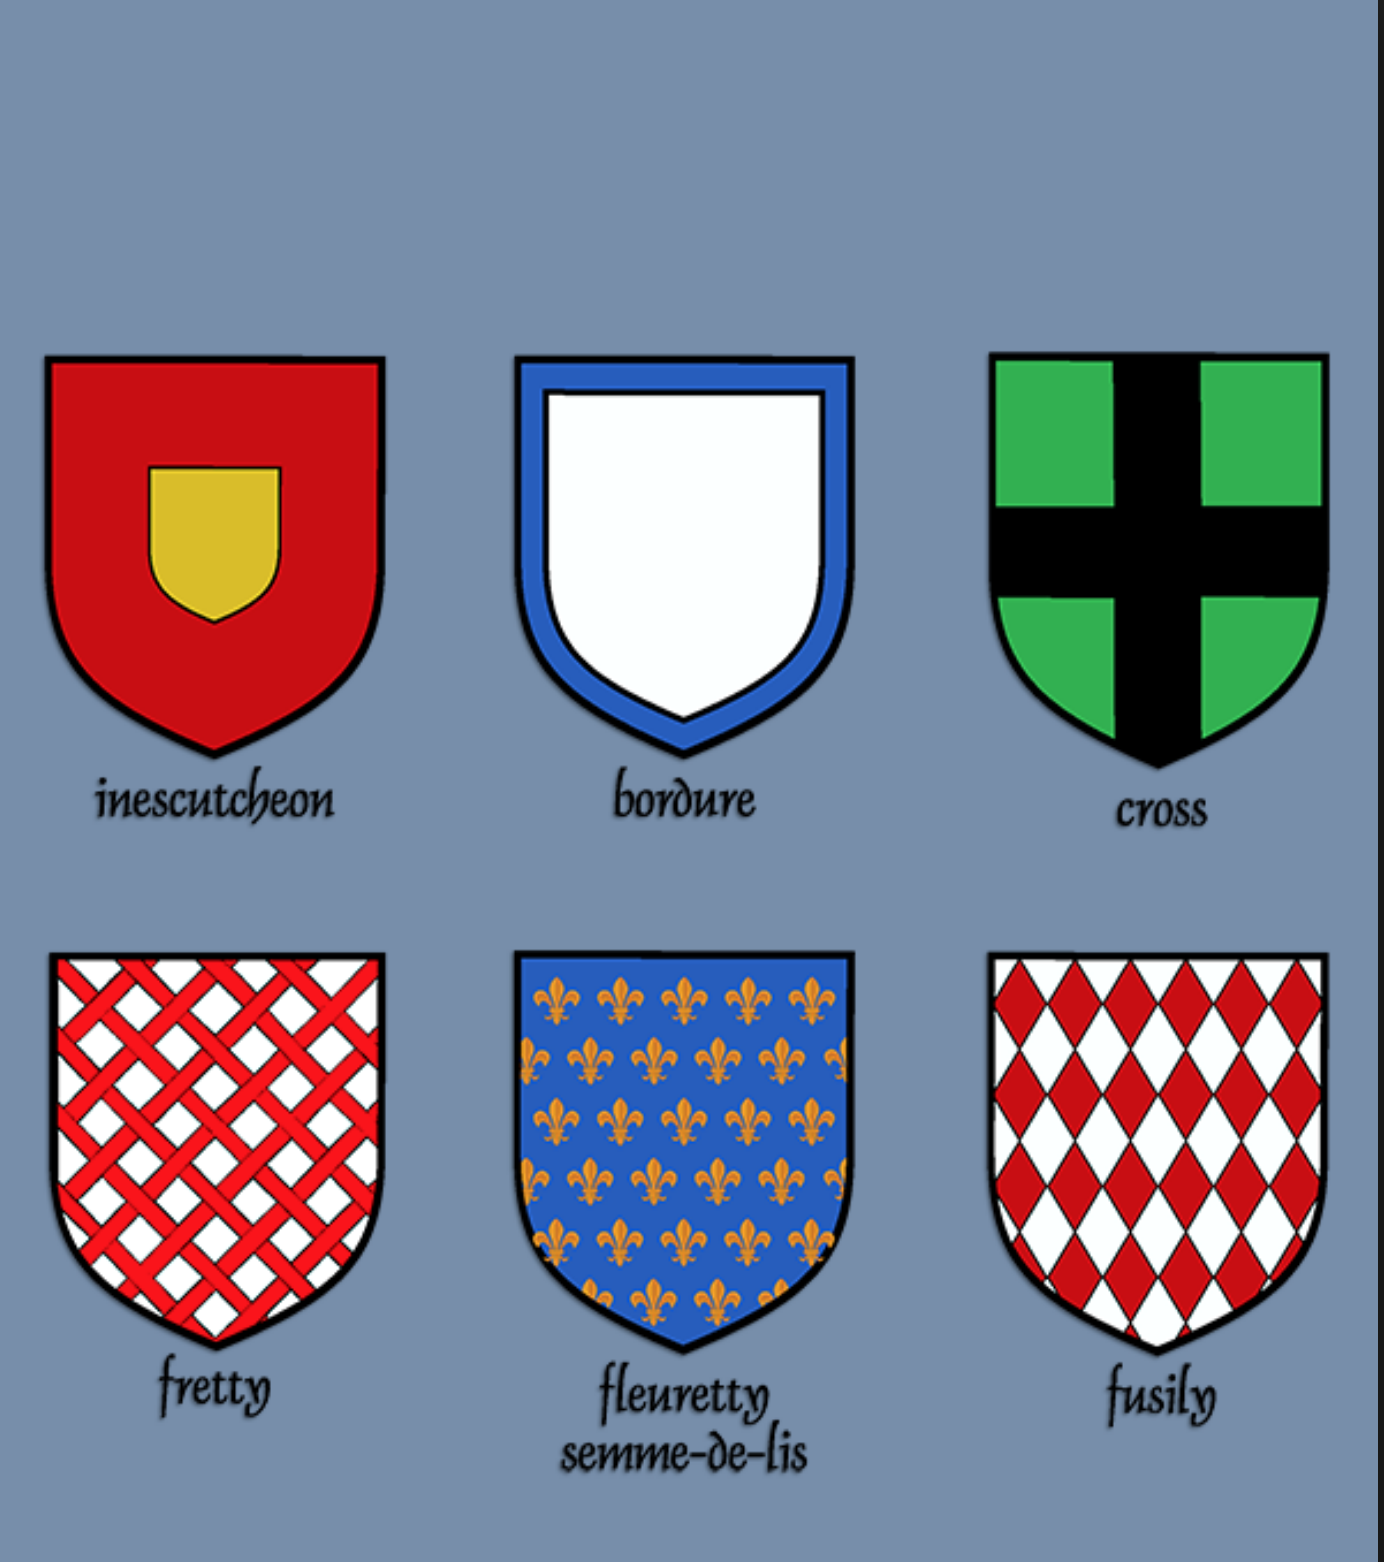 inescutcheon
bordure
cross
fretty
fleuretty
semme-de-lis
fusily